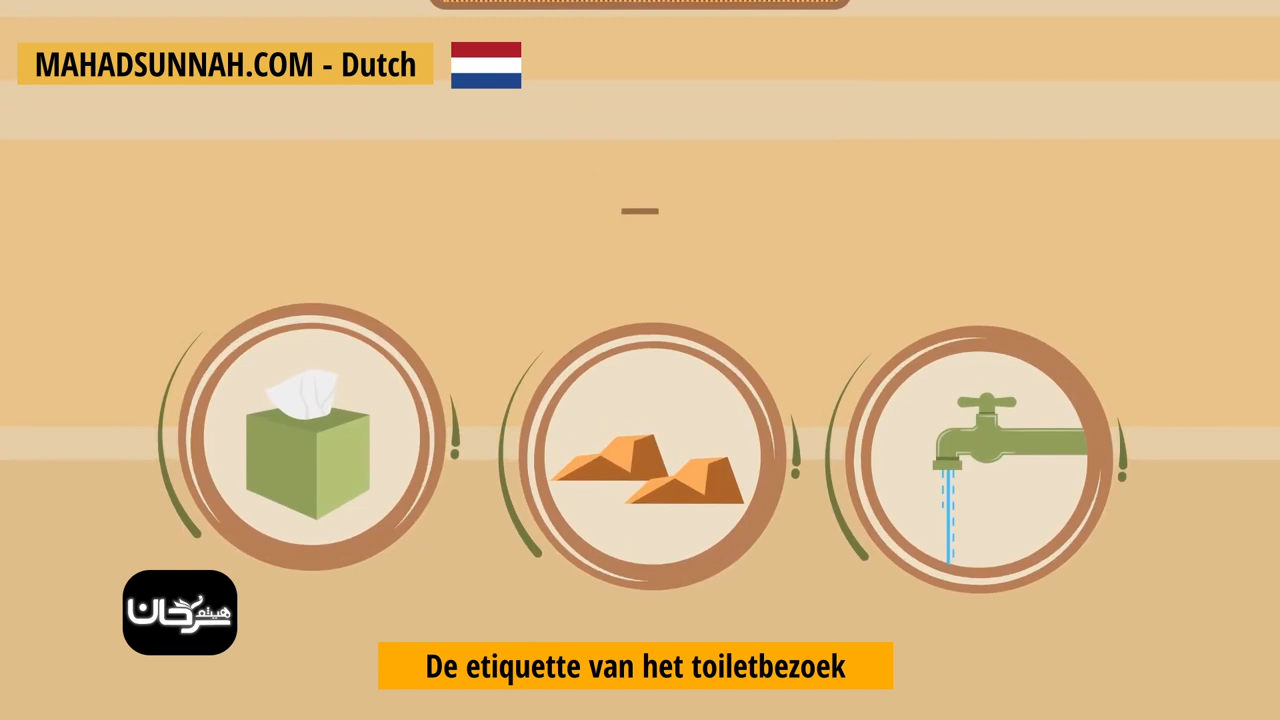 MAHADSUNNAH.COM - Dutch
هيثم
سرحان
De etiquette van het toiletbezoek